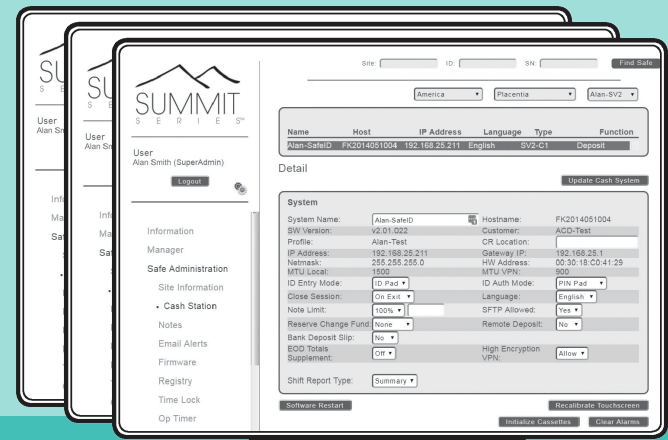 SU
S E
User
Alan Sm
Info
Ma
Saf
SU
S E
User
Alan Sm
Info
Ma
Saf
SUMMIT
S E R I E S™
User
Alan Smith (SuperAdmin)
Logout
Information
Manager
Safe Administration
Site Information
• Cash Station
Notes
Email Alerts
Firmware
Registry
Time Lock
Op Timer
Site: ID: SN: Find Safe
America Placentia Alan-SV2
Name Host IP Address Language Type Function
Alan-SafeID FK2014051004 192.168.25.211 English SV2-C1 Deposit
Detail
Update Cash System
System
System Name: Alan-SafeID Hostname: FK2014051004
SW Version: v2.01.022 Customer: ACD-Test
Profile: Alan-Test CR Location:
IP Address: 192.168.25.211 Gateway IP: 192.168.25.1
Netmask: 255.255.255.0 HW Address: 00:30:18:C0:41:29
MTU Local: 1500 MTU VPN: 900
ID Entry Mode: ID Pad ID Auth Mode: PIN Pad
Close Session: On Exit Language: English
Note Limit: 100% SFTP Allowed: Yes
Reserve Change Fund: None Remote Deposit: No
Bank Deposit Slip: No
EOD Totals Supplement: Off High Encryption VPN: Allow
Shift Report Type: Summary
Software Restart Recalibrate Touchscreen
Initialize Cassettes Clear Alarms